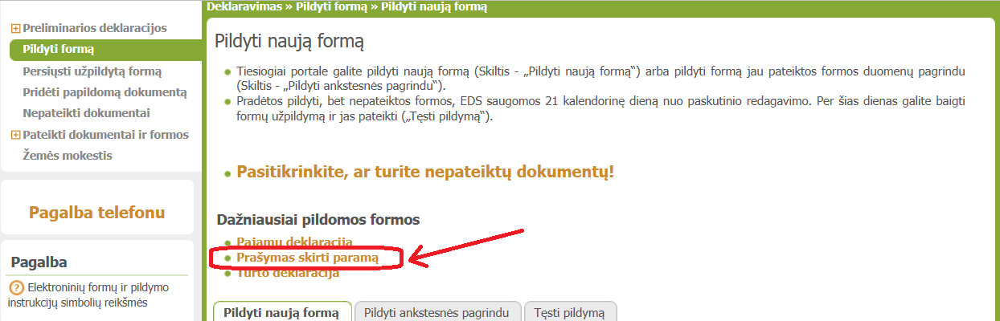 Deklaravimas » Pildyti formą » Pildyti naują formą
Preliminarios deklaracijos
Pildyti formą
Persiųsti užpildytą formą
Pridėti papildomą dokumentą
Nepateikti dokumentai
Pateikti dokumentai ir formos
Žemės mokestis
Pagalba telefonu
Pagalba
Elektroninių formų ir pildymo
instrukcijų simbolių reikšmės
Pildyti naują formą
Tiesiogiai portale galite pildyti naują formą (Skiltis - „Pildyti naują formą“) arba pildyti formą jau pateiktos formos duomenų pagrindu
(Skiltis - „Pildyti ankstesnės pagrindu“).
Pradėtos pildyti, bet nepateiktos formos, EDS saugomos 21 kalendorinę dieną nuo paskutinio redagavimo. Per šias dienas galite baigti
formų užpildymą ir jas pateikti („Tęsti pildymą“).
Pasitikrinkite, ar turite nepateiktų dokumentų!
Dažniausiai pildomos formos
Pajamų deklaracija
Prašymas skirti paramą
Turto deklaracija
Pildyti naują formą
Pildyti ankstesnės pagrindu
Tęsti pildymą